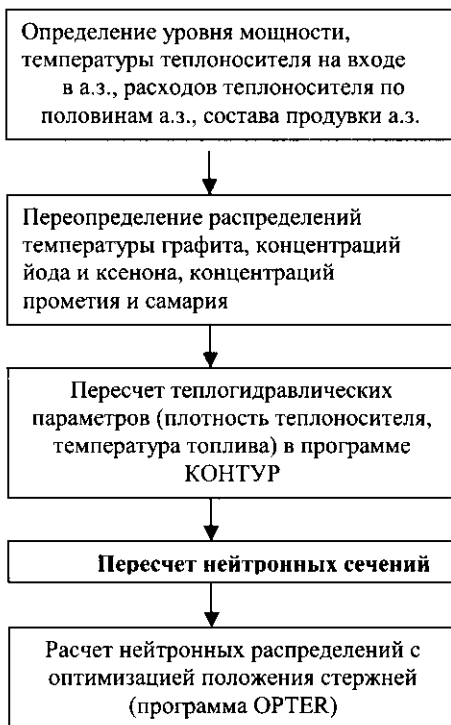 Определение уровня мощности,
температуры теплоносителя на входе
в а.з., расходов теплоносителя по
половинам а.з., состава продувки а.з.
Переопределение распределений
температуры графита, концентраций
йода и ксенона, концентраций
прометия и самария
Пересчет теплогидравлических
параметров (плотность теплоносителя,
температура топлива) в программе
КОНТУР
Пересчет нейтронных сечений
Расчет нейтронных распределений с
оптимизацией положения стержней
(программа OPTER)